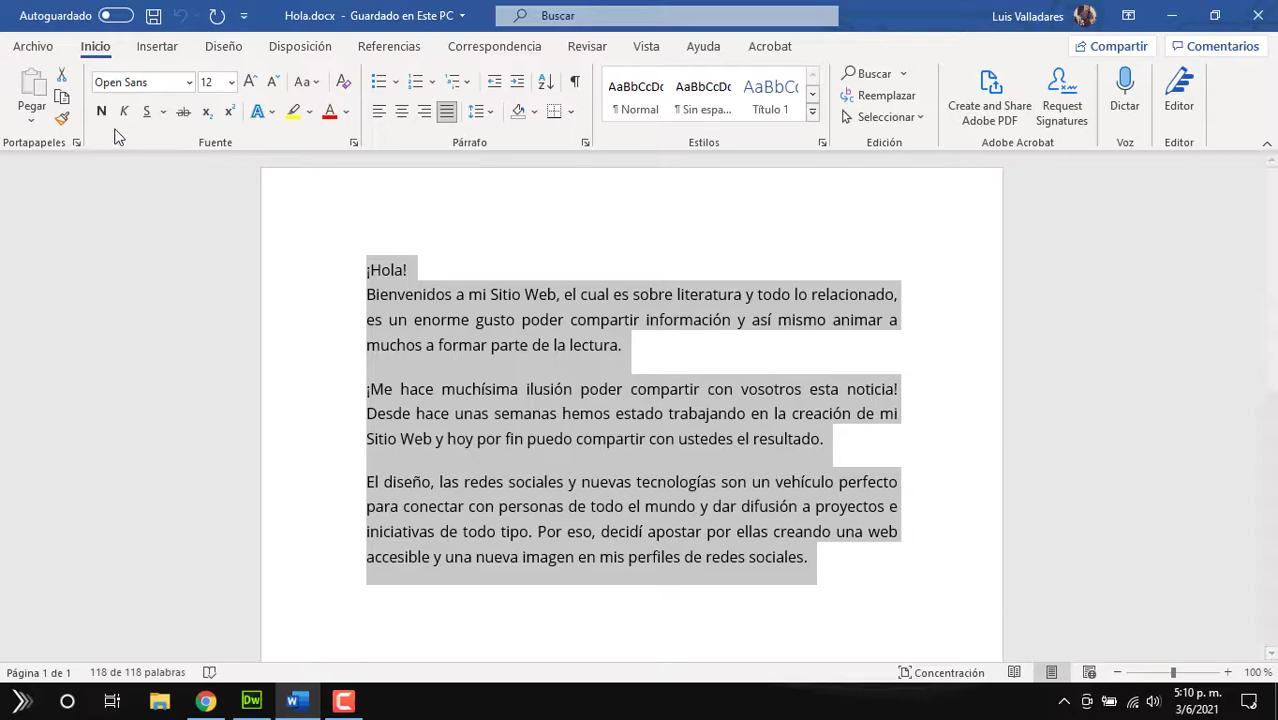 Autoguardado
Hola.docx • Guardado en Este PC
Buscar
Luis Valladares
Archivo Inicio Insertar Diseño Disposición Referencias Correspondencia Revisar Vista Ayuda Acrobat Compartir Comentarios
Pegar
Open Sans 12
N K S ab x₂ x² A A
AaBbCcDc AaBbCcDc AaBbCcD
¶ Normal ¶ Sin espa... Título 1
Buscar
Reemplazar
Seleccionar
Create and Share
Adobe PDF
Request
Signatures
Dictar
Editor
Portapapeles Fuente Párrafo Estilos Edición Adobe Acrobat Voz Editor
¡Hola!
Bienvenidos a mi Sitio Web, el cual es sobre literatura y todo lo relacionado,
es un enorme gusto poder compartir información y así mismo animar a
muchos a formar parte de la lectura.
¡Me hace muchísima ilusión poder compartir con vosotros esta noticia!
Desde hace unas semanas hemos estado trabajando en la creación de mi
Sitio Web y hoy por fin puedo compartir con ustedes el resultado.
El diseño, las redes sociales y nuevas tecnologías son un vehículo perfecto
para conectar con personas de todo el mundo y dar difusión a proyectos e
iniciativas de todo tipo. Por eso, decidí apostar por ellas creando una web
accesible y una nueva imagen en mis perfiles de redes sociales.
Página 1 de 1 118 de 118 palabras Concentración 100 %
Dw W
5:10 p. m.
3/6/2021